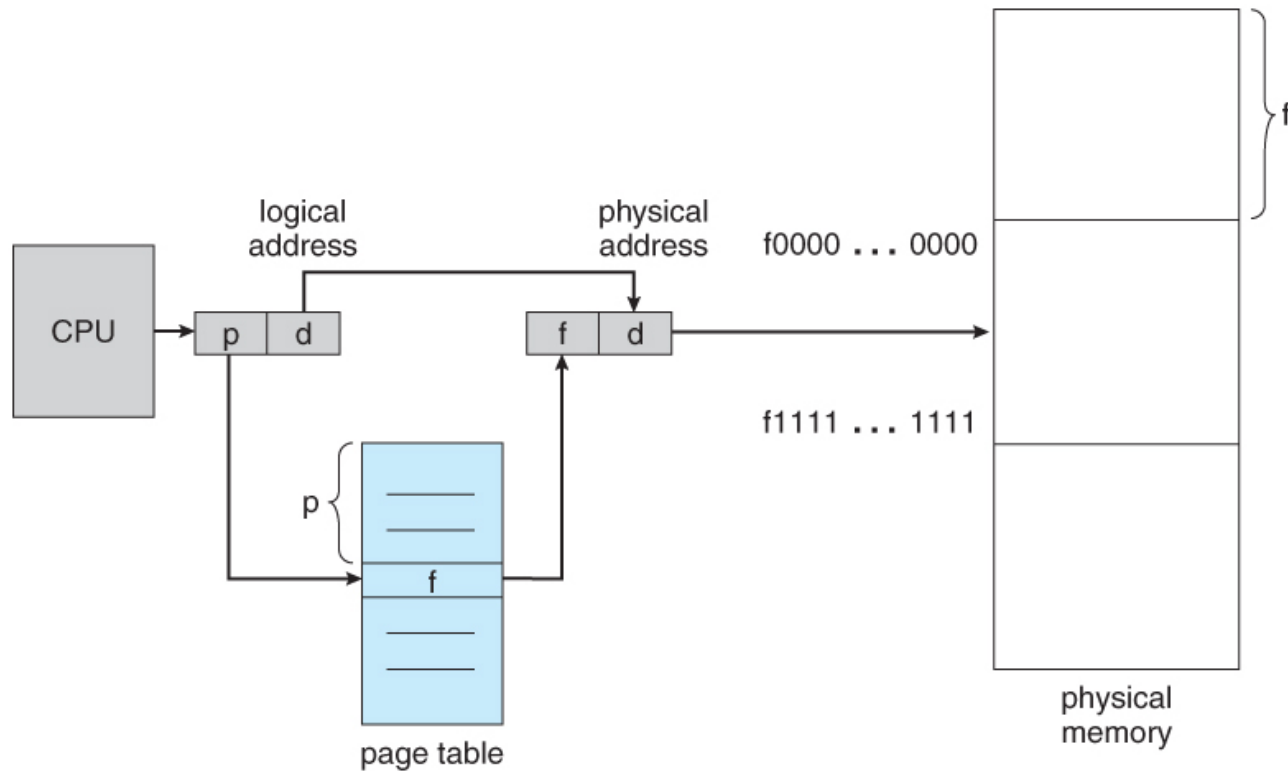 f
logical
address
physical
address
f0000 ... 0000
CPU
p d
f d
f1111 ... 1111
p
f
physical
memory
page table